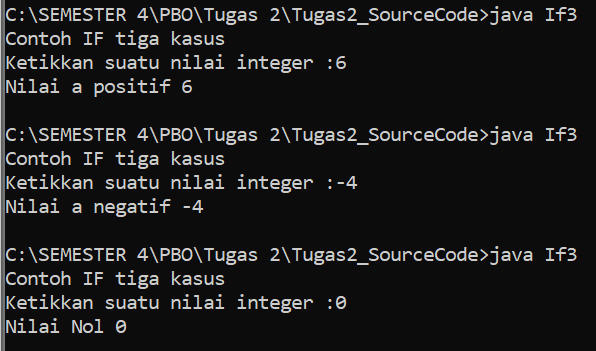 C:\SEMESTER 4\PBO\Tugas 2\Tugas2_SourceCode>java If3
Contoh IF tiga kasus
Ketikkan suatu nilai integer :6
Nilai a positif 6
C:\SEMESTER 4\PBO\Tugas 2\Tugas2_SourceCode>java If3
Contoh IF tiga kasus
Ketikkan suatu nilai integer :-4
Nilai a negatif -4
C:\SEMESTER 4\PBO\Tugas 2\Tugas2_SourceCode>java If3
Contoh IF tiga kasus
Ketikkan suatu nilai integer :0
Nilai Nol 0